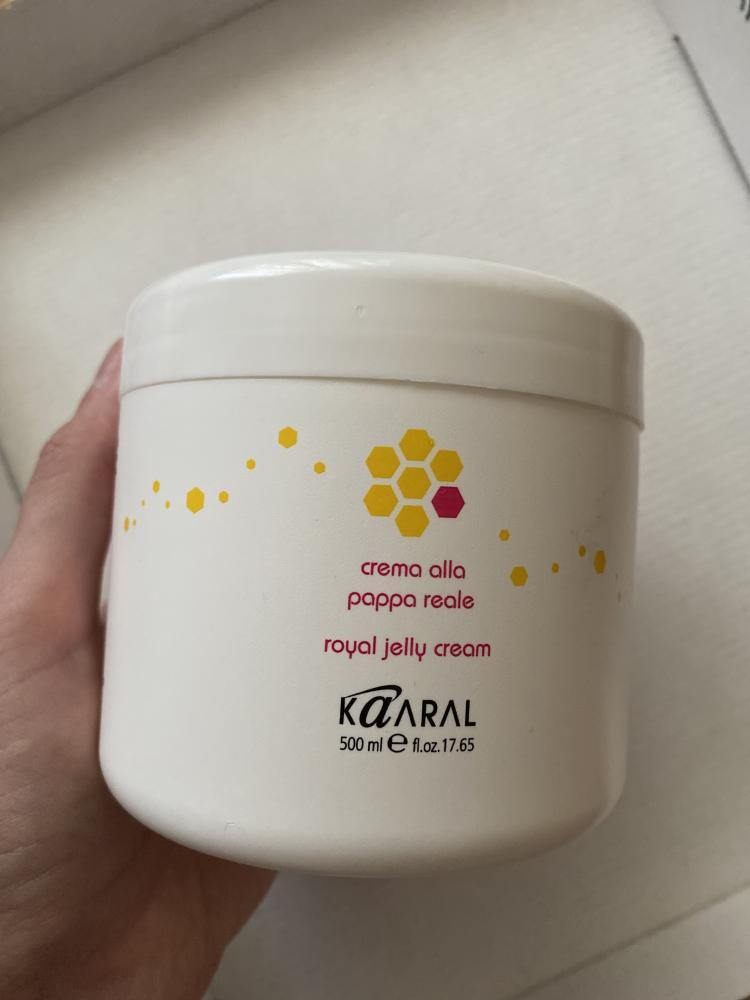 crema alla
pappa reale
royal jelly cream
KAARAL
500 ml e fl.oz.17.65